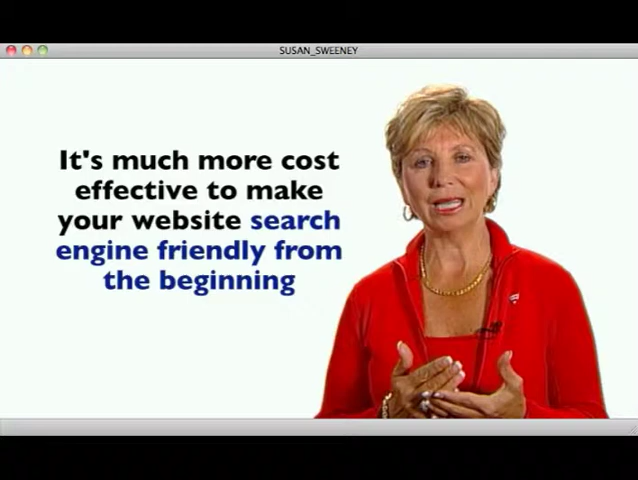 SUSAN_SWEENEY
It's much more cost
effective to make
your website search
engine friendly from
the beginning